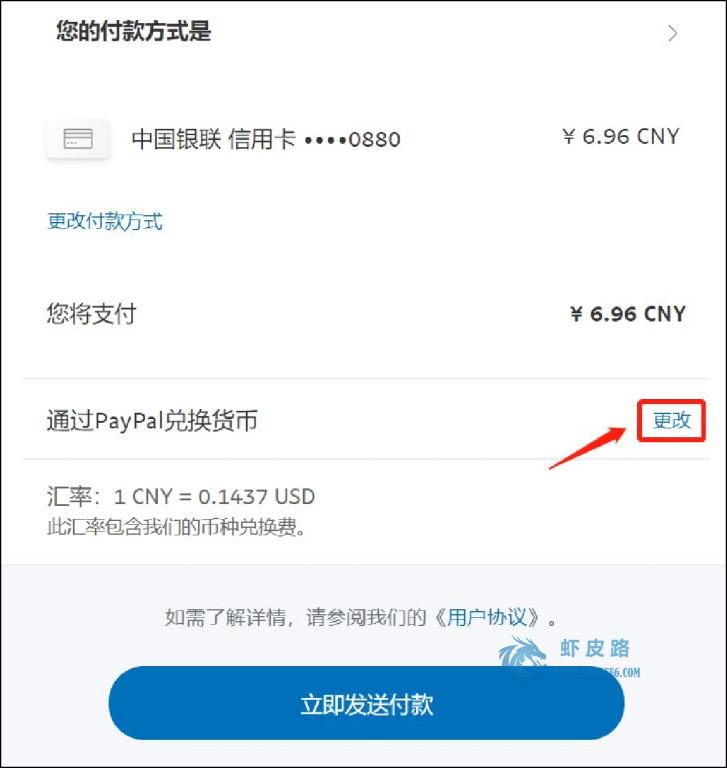 您的付款方式是
中国银联 信用卡 ••••0880 ¥ 6.96 CNY
更改付款方式
您将支付 ¥ 6.96 CNY
通过PayPal兑换货币 更改
汇率：1 CNY = 0.1437 USD
此汇率包含我们的币种兑换费。
如需了解详情，请参阅我们的《用户协议》。
虾皮路
立即发送付款